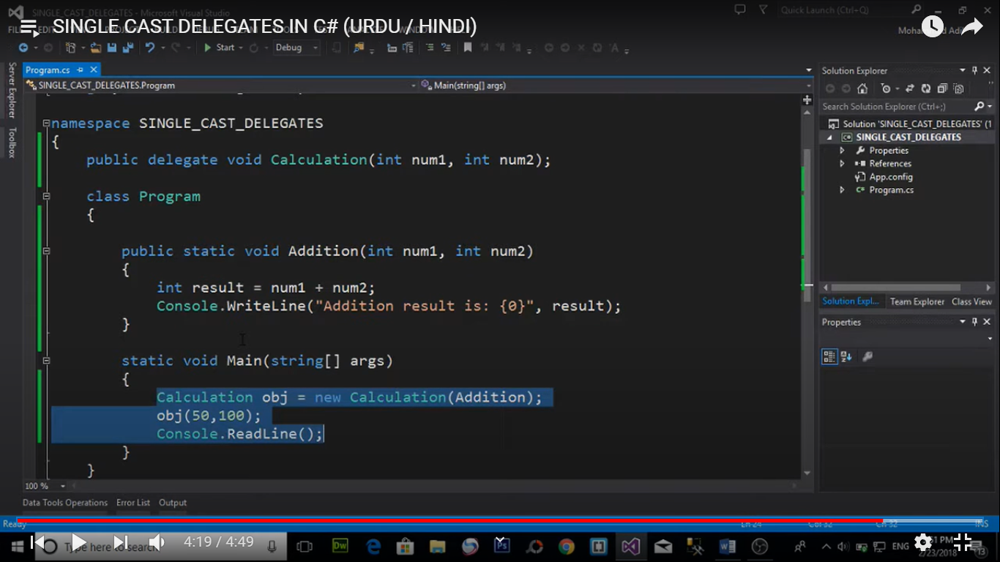 SINGLE_CAST_DELEGATES - Microsoft Visual Studio
Quick Launch (Ctrl+Q)
SINGLE CAST DELEGATES IN C# (URDU / HINDI)
Start
Debug
Program.cs
Server Explorer
Toolbox
SINGLE_CAST_DELEGATES.Program
Main(string[] args)
namespace SINGLE_CAST_DELEGATES
{
public delegate void Calculation(int num1, int num2);
class Program
{
public static void Addition(int num1, int num2)
{
int result = num1 + num2;
Console.WriteLine("Addition result is: {0}", result);
}
static void Main(string[] args)
{
Calculation obj = new Calculation(Addition);
obj(50,100);
Console.ReadLine();
}
}
100 %
Solution Explorer
Search Solution Explorer (Ctrl+;)
Solution 'SINGLE_CAST_DELEGATES' (1
SINGLE_CAST_DELEGATES
Properties
References
App.config
Program.cs
Solution Expl... Team Explorer Class View
Properties
Data Tools Operations Error List Output
Ready
INS
Type here to search
4:19 / 4:49
Dw
Ps
ENG
2/23/2018
13